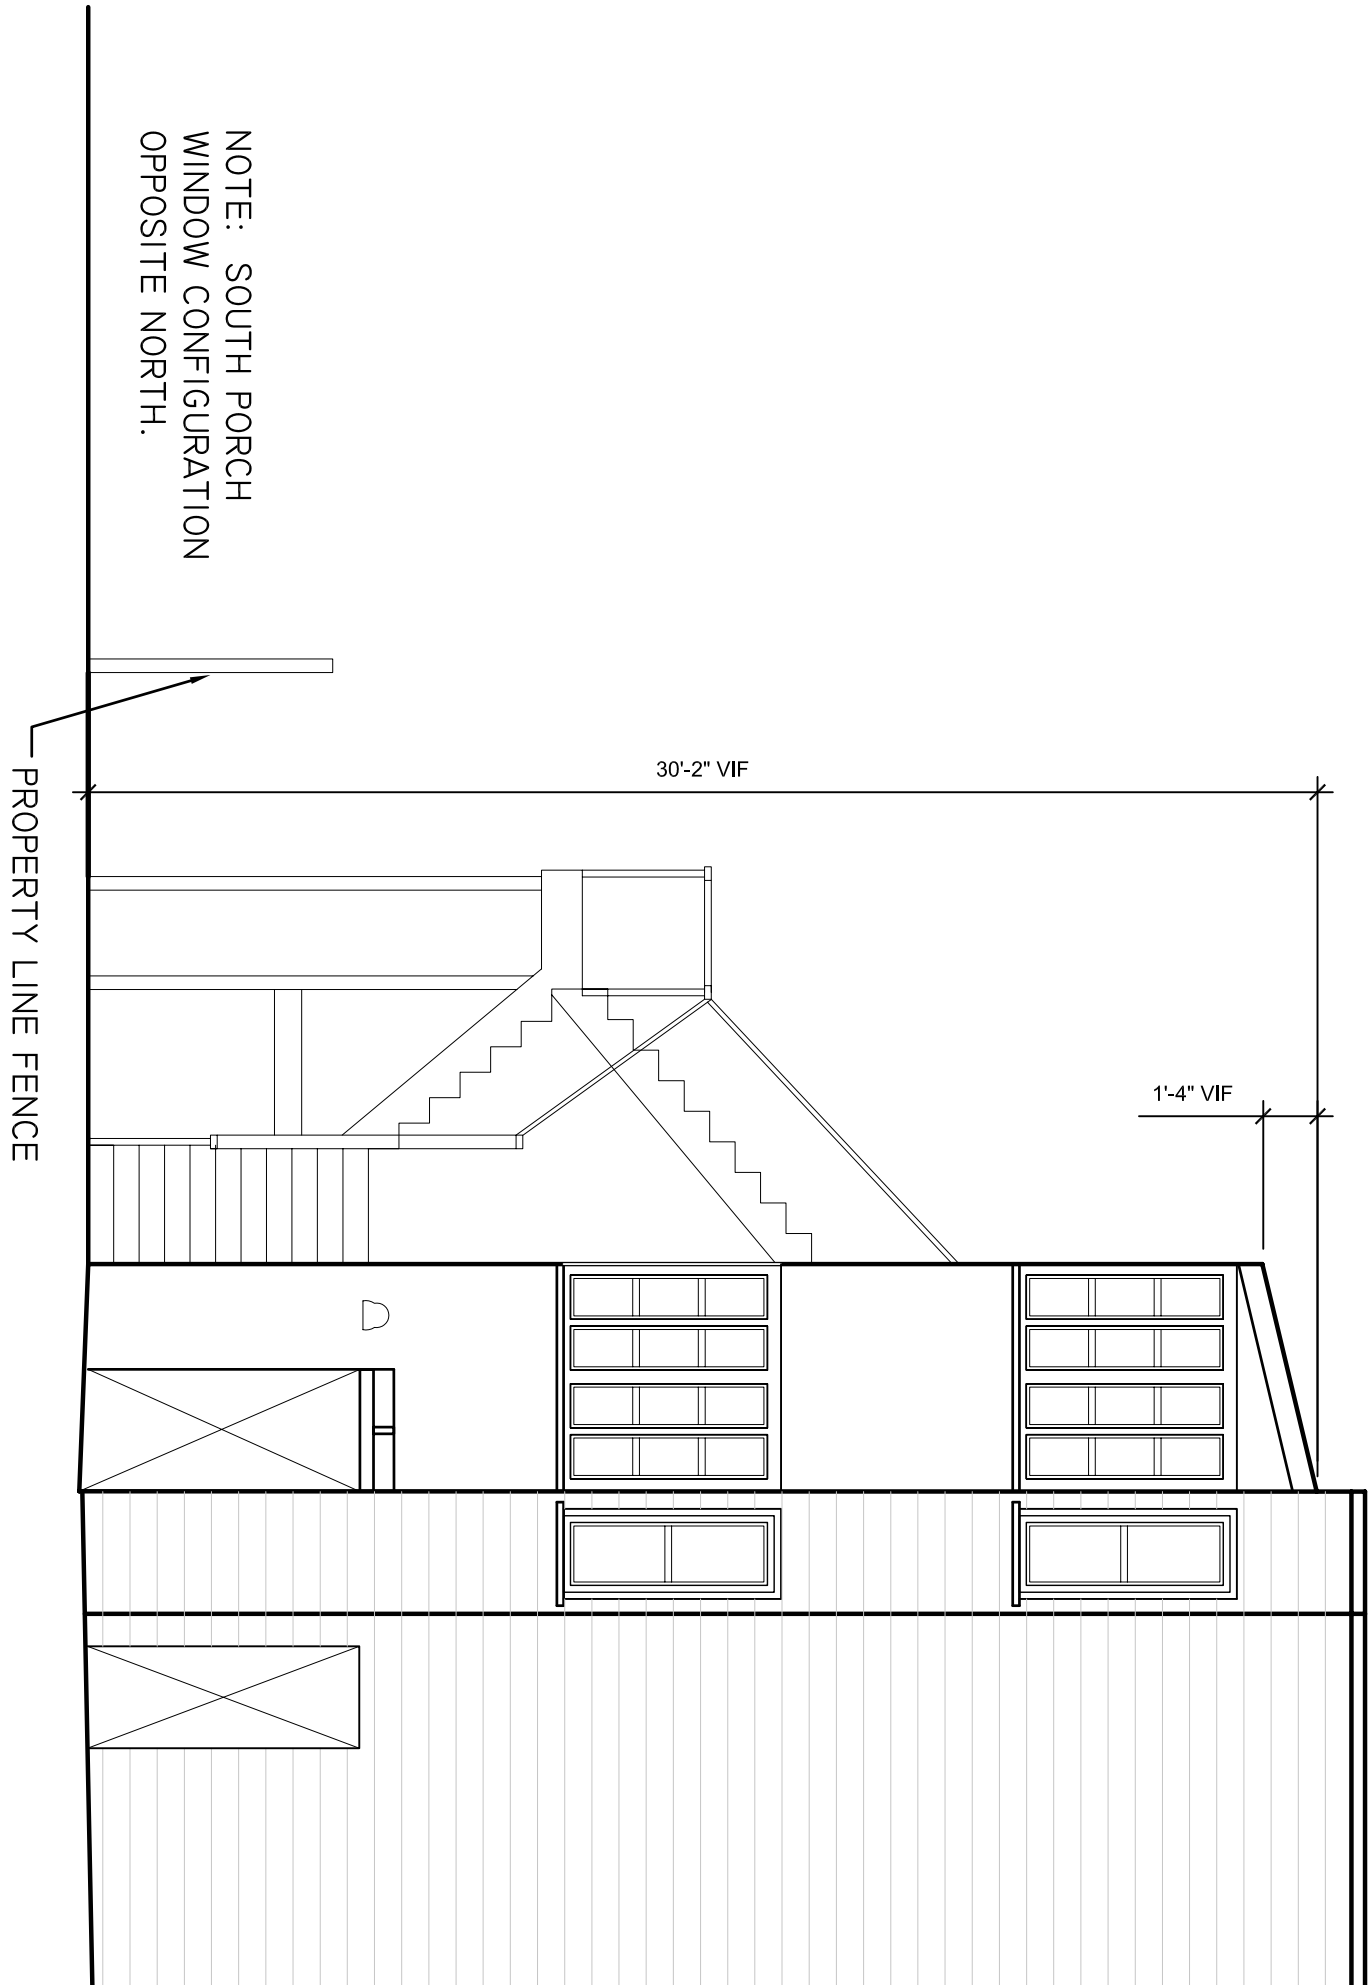 NOTE: SOUTH PORCH
WINDOW CONFIGURATION
OPPOSITE NORTH.
PROPERTY LINE FENCE
30'-2" VIF
1'-4" VIF